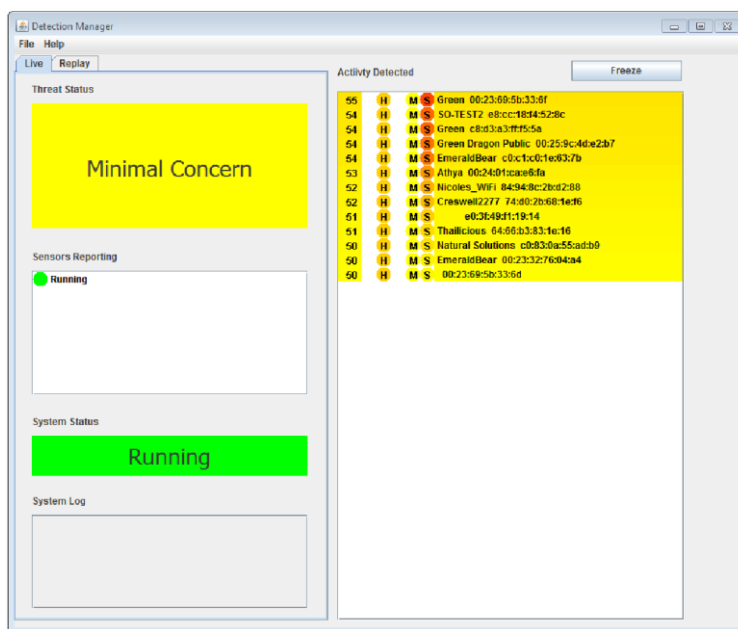 Detection Manager
File Help
Live Replay
Threat Status
Minimal Concern
Sensors Reporting
Running
System Status
Running
System Log
Activty Detected
Freeze
55 H M S Green 00:23:69:5b:33:6f
54 H M S SO-TEST2 e8:cc:18:f4:52:8c
54 H M S Green c8:d3:a3:ff:f5:5a
54 H M S Green Dragon Public 00:25:9c:4d:e2:b7
54 H M S EmeraldBear c0:c1:c0:1e:63:7b
53 H M S Athya 00:24:01:ca:e6:fa
52 H M S Nicoles_WiFi 84:94:8c:2b:d2:88
52 H M S Creswell2277 74:d0:2b:68:1e:f6
51 H M S e0:3f:49:f1:19:14
51 H M S Thailicious 64:66:b3:83:1e:16
50 H M S Natural Solutions c0:83:0a:55:ad:b9
50 H M S EmeraldBear 00:23:32:76:04:a4
50 H M S 00:23:69:5b:33:6d